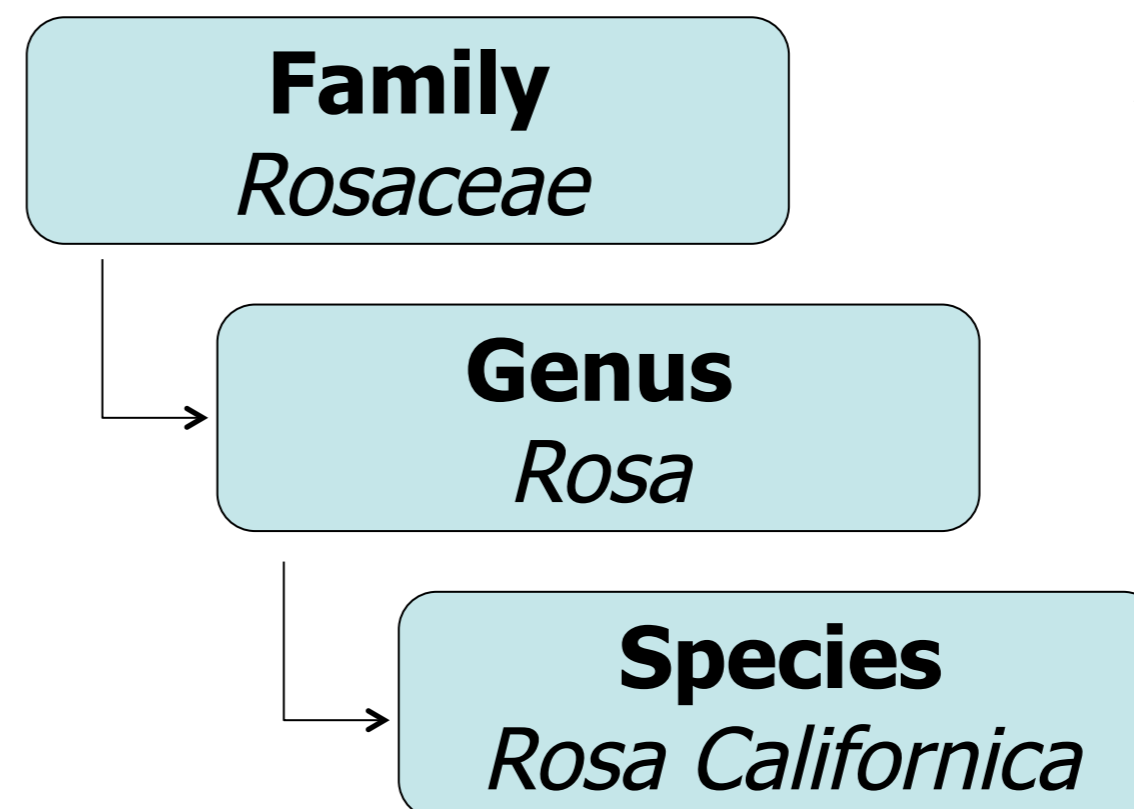 Family
Rosaceae
Genus
Rosa
Species
Rosa Californica